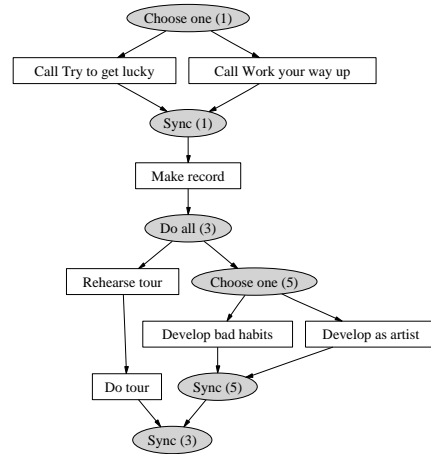 Choose one (1)
Call Try to get lucky
Call Work your way up
Sync (1)
Make record
Do all (3)
Rehearse tour
Choose one (5)
Develop bad habits
Develop as artist
Do tour
Sync (5)
Sync (3)